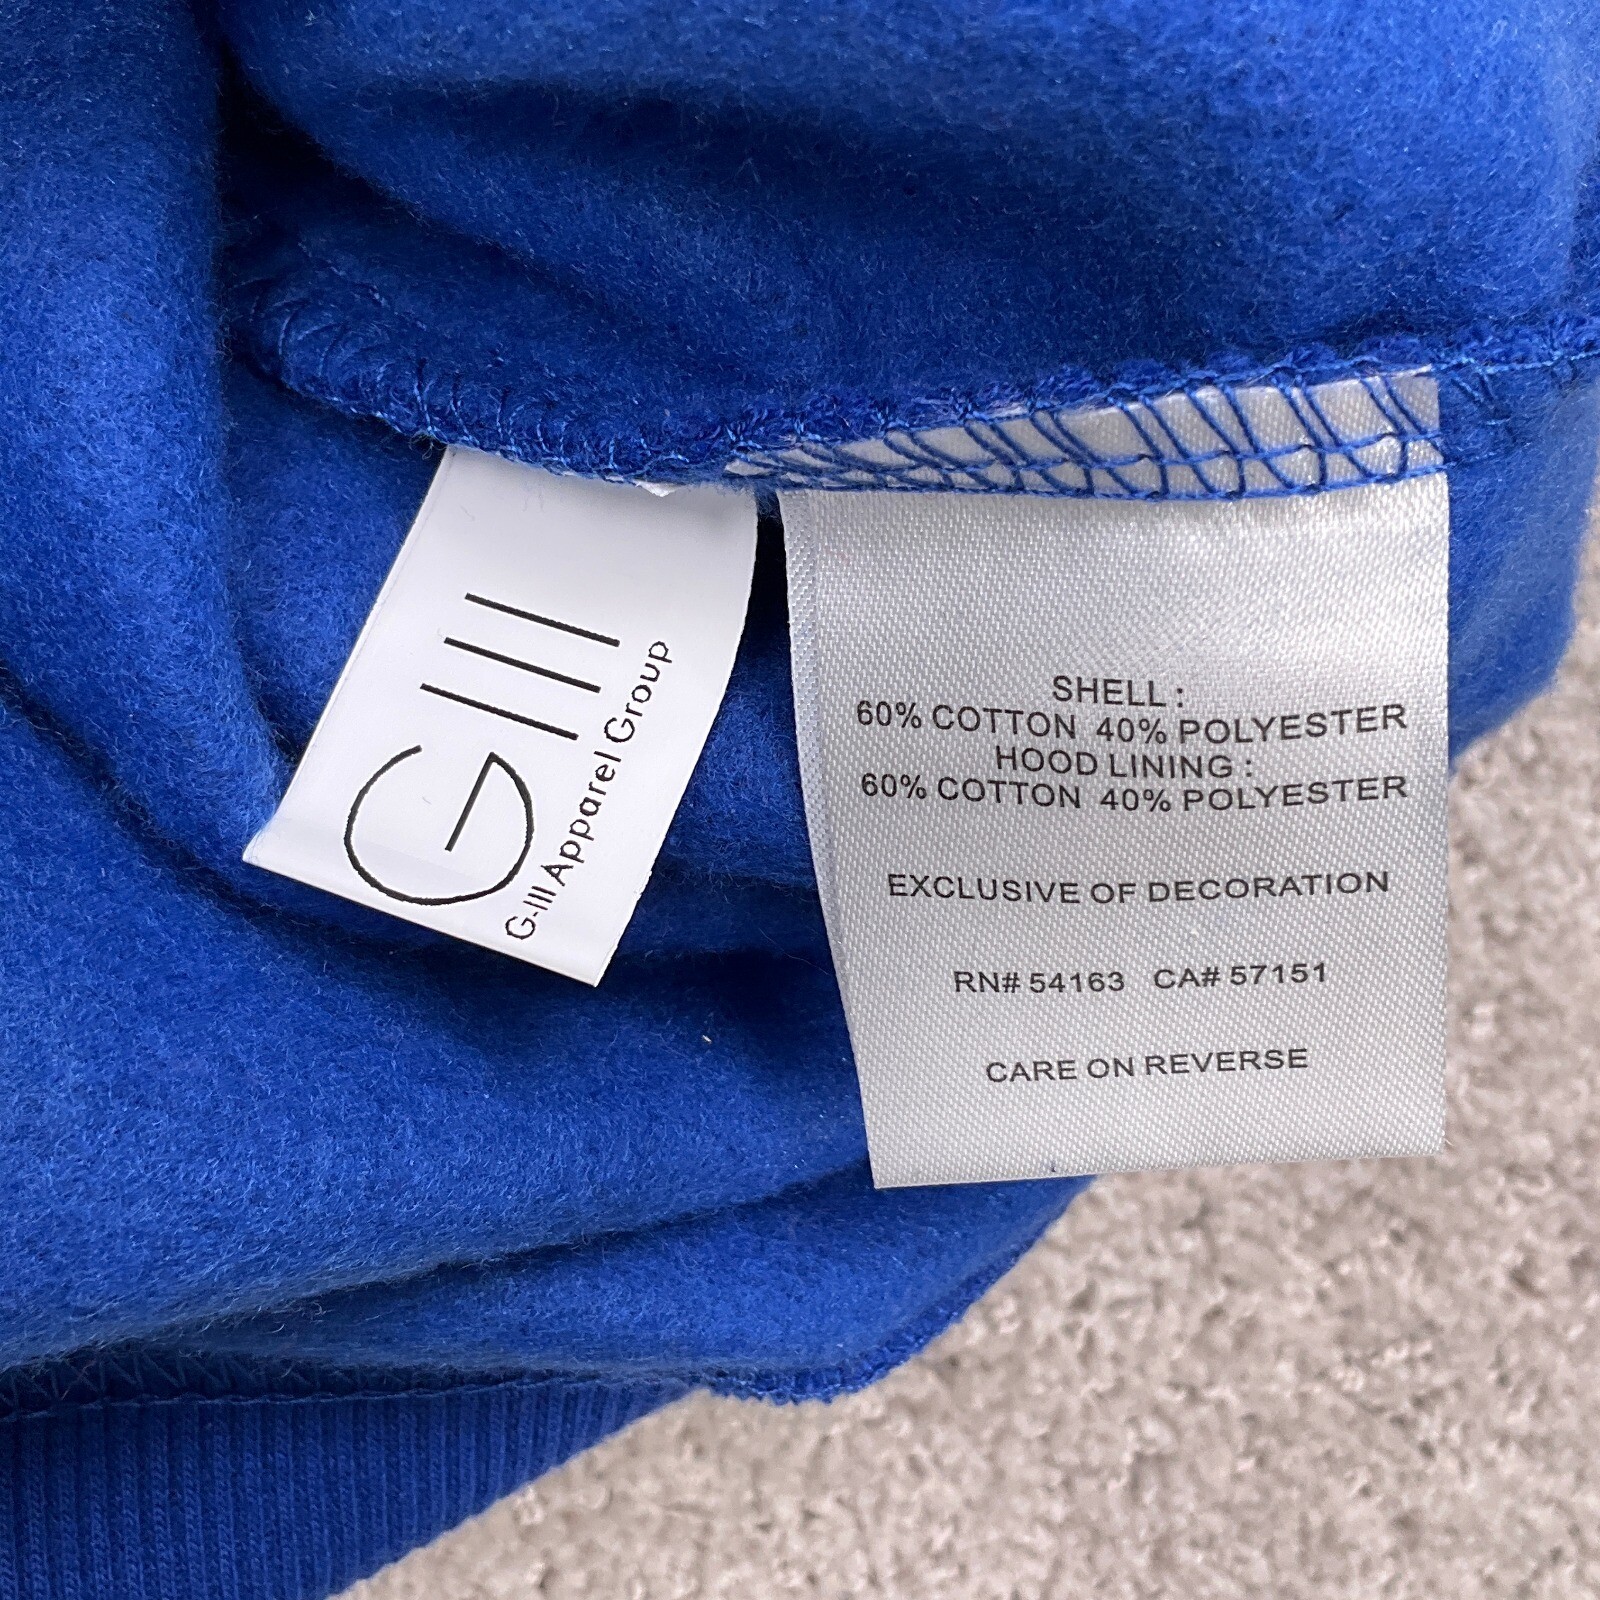 GIII
G-III Apparel Group
SHELL :
60% COTTON 40% POLYESTER
HOOD LINING :
60% COTTON 40% POLYESTER
EXCLUSIVE OF DECORATION
RN# 54163 CA# 57151
CARE ON REVERSE